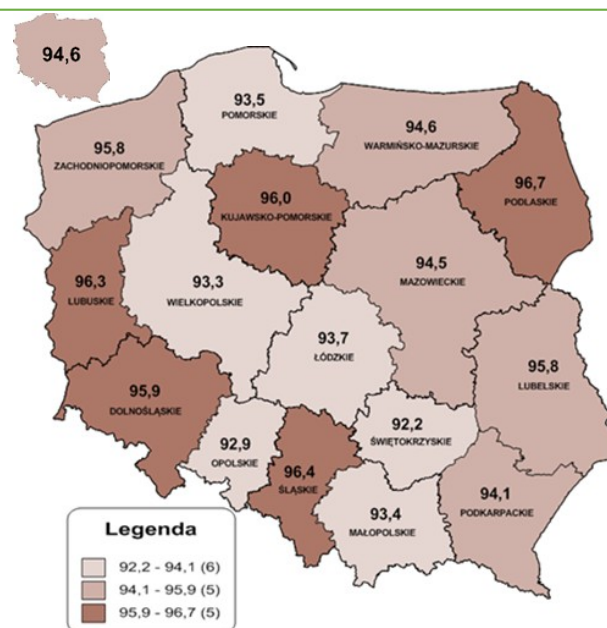 94,6
93,5
POMORSKIE
94,6
WARMIŃSKO-MAZURSKIE
95,8
ZACHODNIOPOMORSKIE
96,0
KUJAWSKO-POMORSKIE
96,7
PODLASKIE
96,3
LUBUSKIE
93,3
WIELKOPOLSKIE
94,5
MAZOWIECKIE
93,7
ŁÓDZKIE
95,8
LUBELSKIE
95,9
DOLNOŚLĄSKIE
92,9
OPOLSKIE
96,4
ŚLĄSKIE
92,2
ŚWIĘTOKRZYSKIE
93,4
MAŁOPOLSKIE
94,1
PODKARPACKIE
Legenda
92,2 - 94,1 (6)
94,1 - 95,9 (5)
95,9 - 96,7 (5)